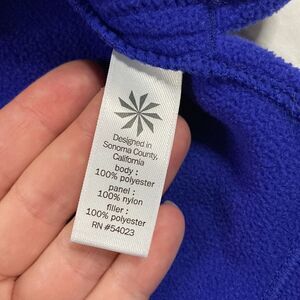 Designed in
Sonoma County,
California
body :
100% polyester
panel :
100% nylon
filler :
100% polyester
RN #54023